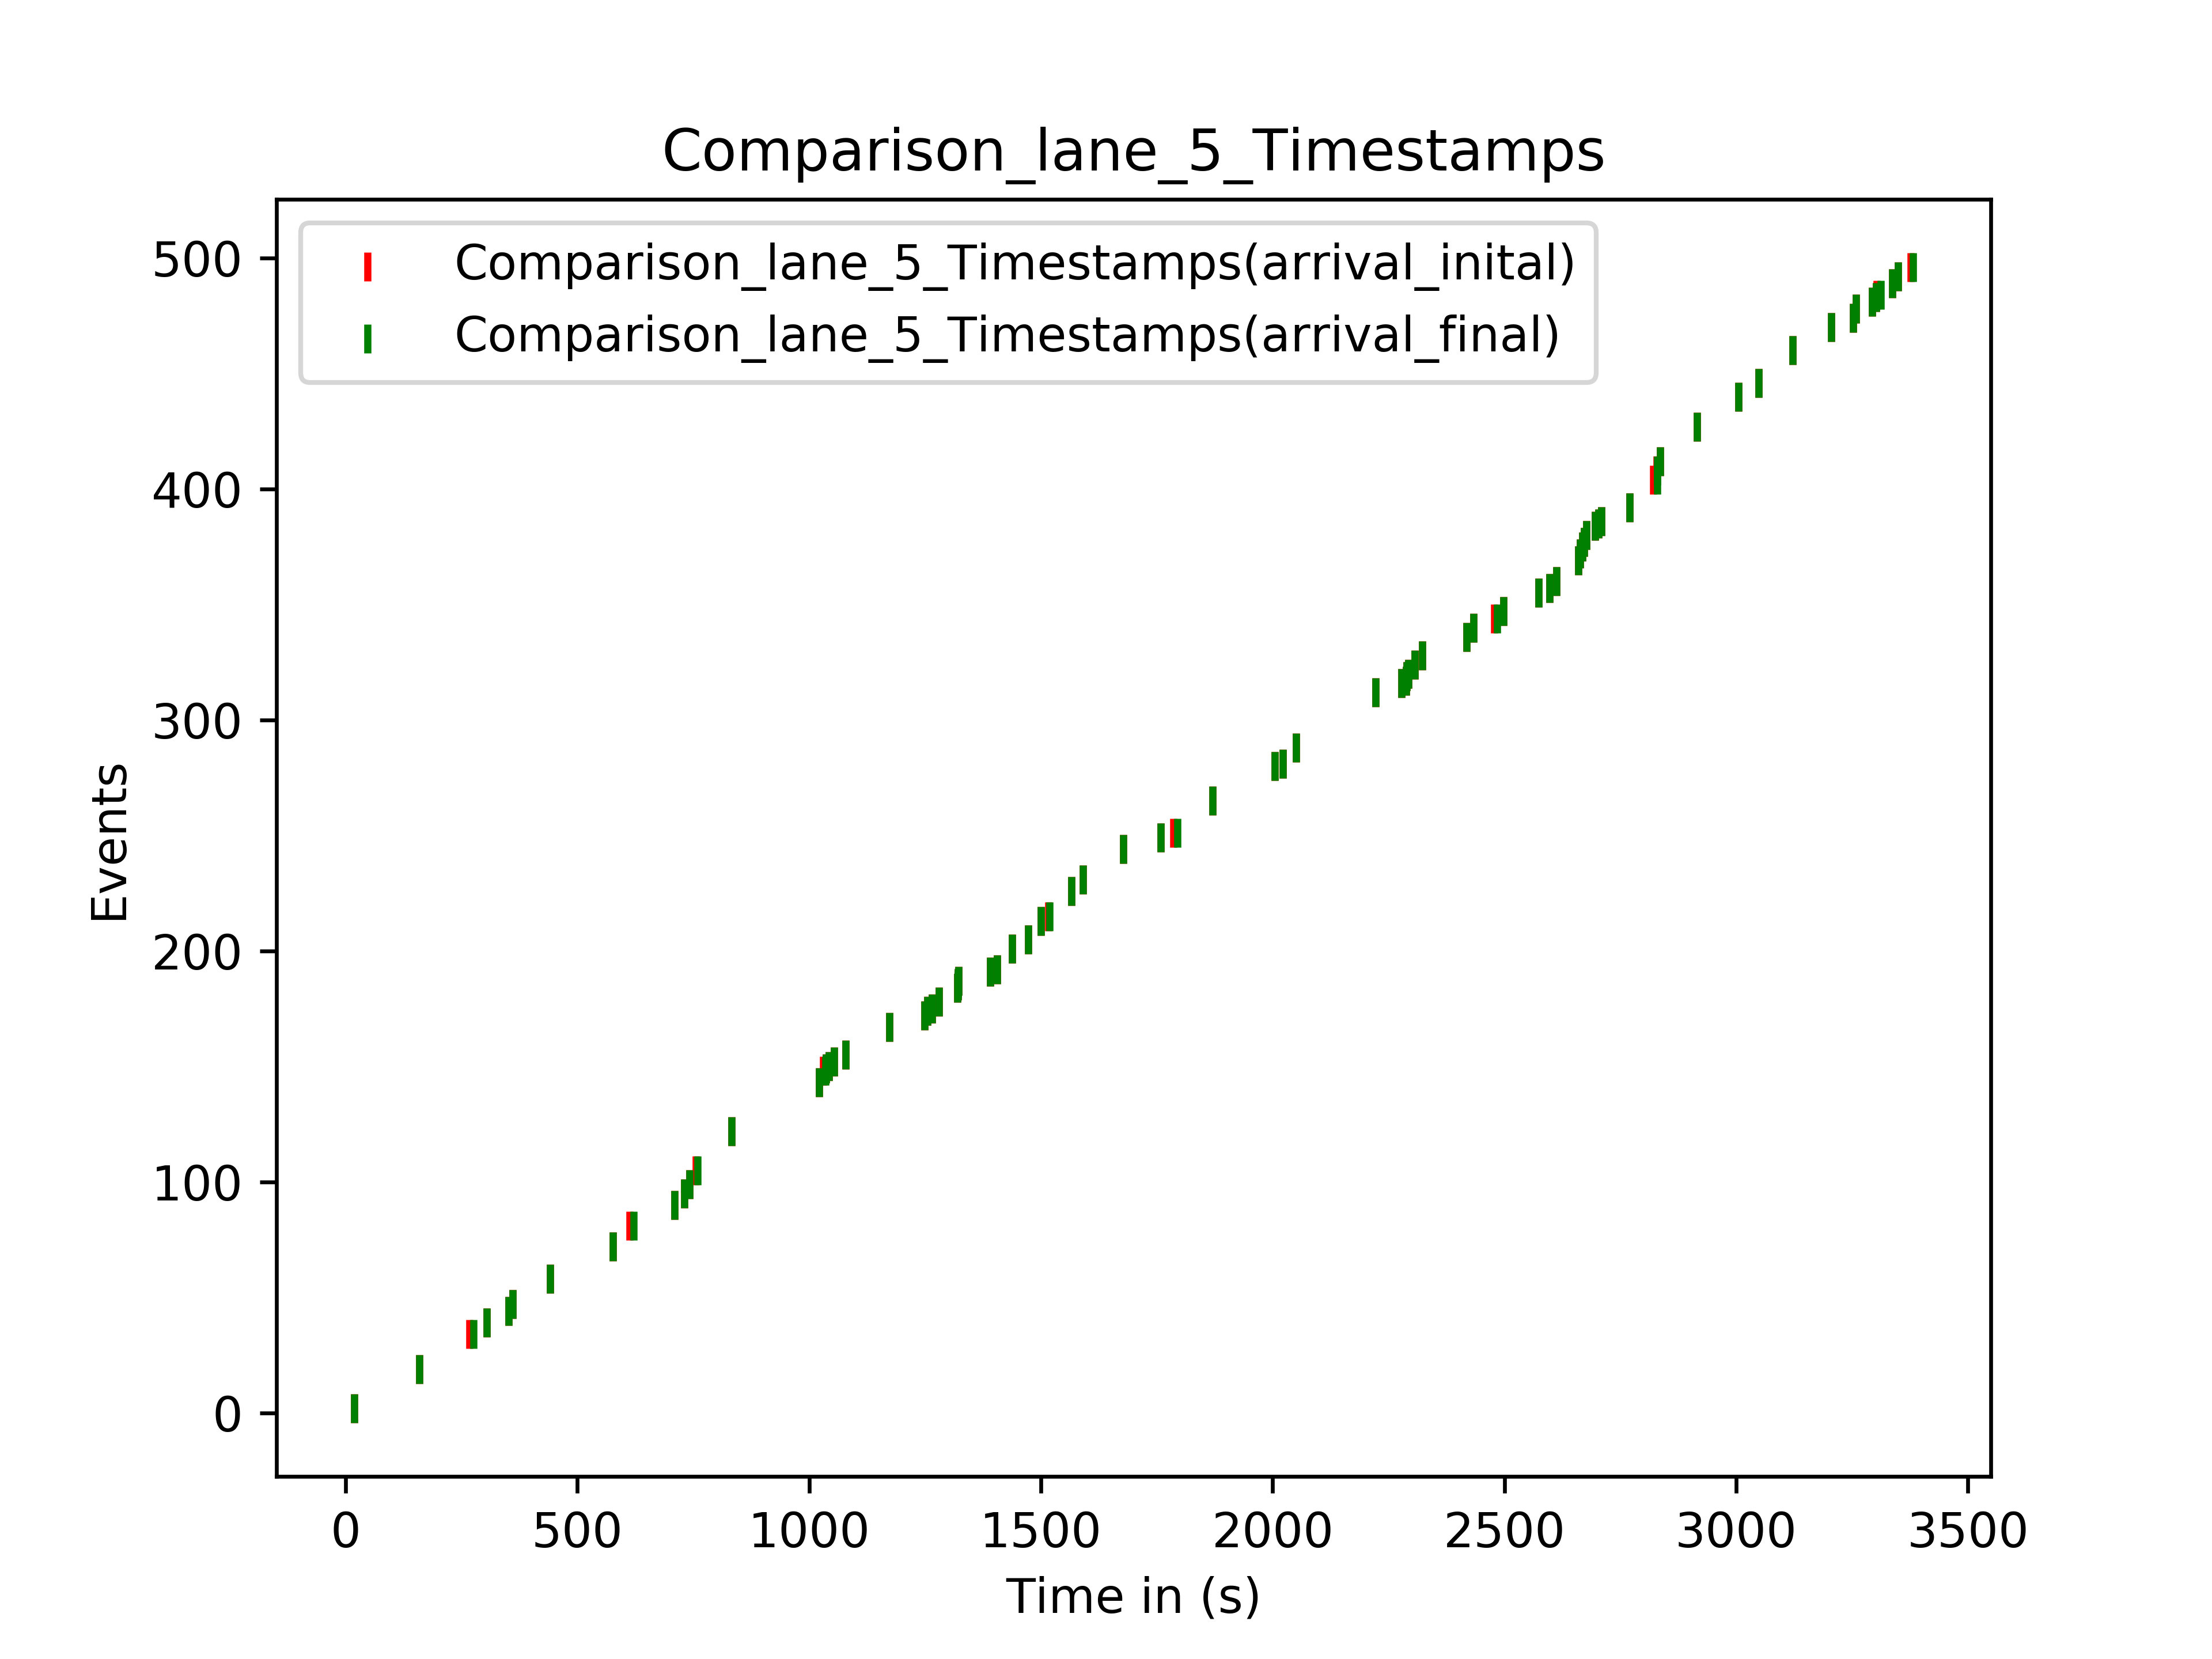 Comparison_lane_5_Timestamps
Comparison_lane_5_Timestamps(arrival_inital)
Comparison_lane_5_Timestamps(arrival_final)
500
400
300
200
100
0
Events
0 500 1000 1500 2000 2500 3000 3500
Time in (s)